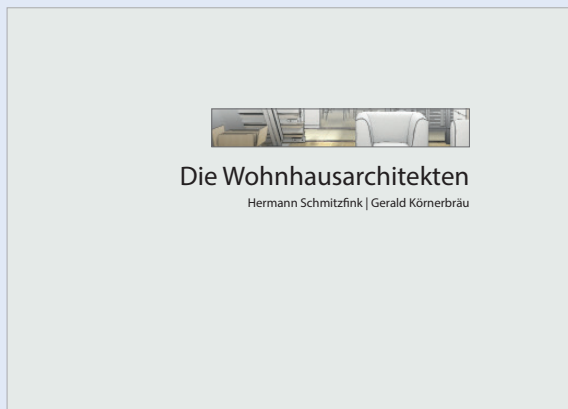 Die Wohnhausarchitekten
Hermann Schmitzfink | Gerald Körnerbräu